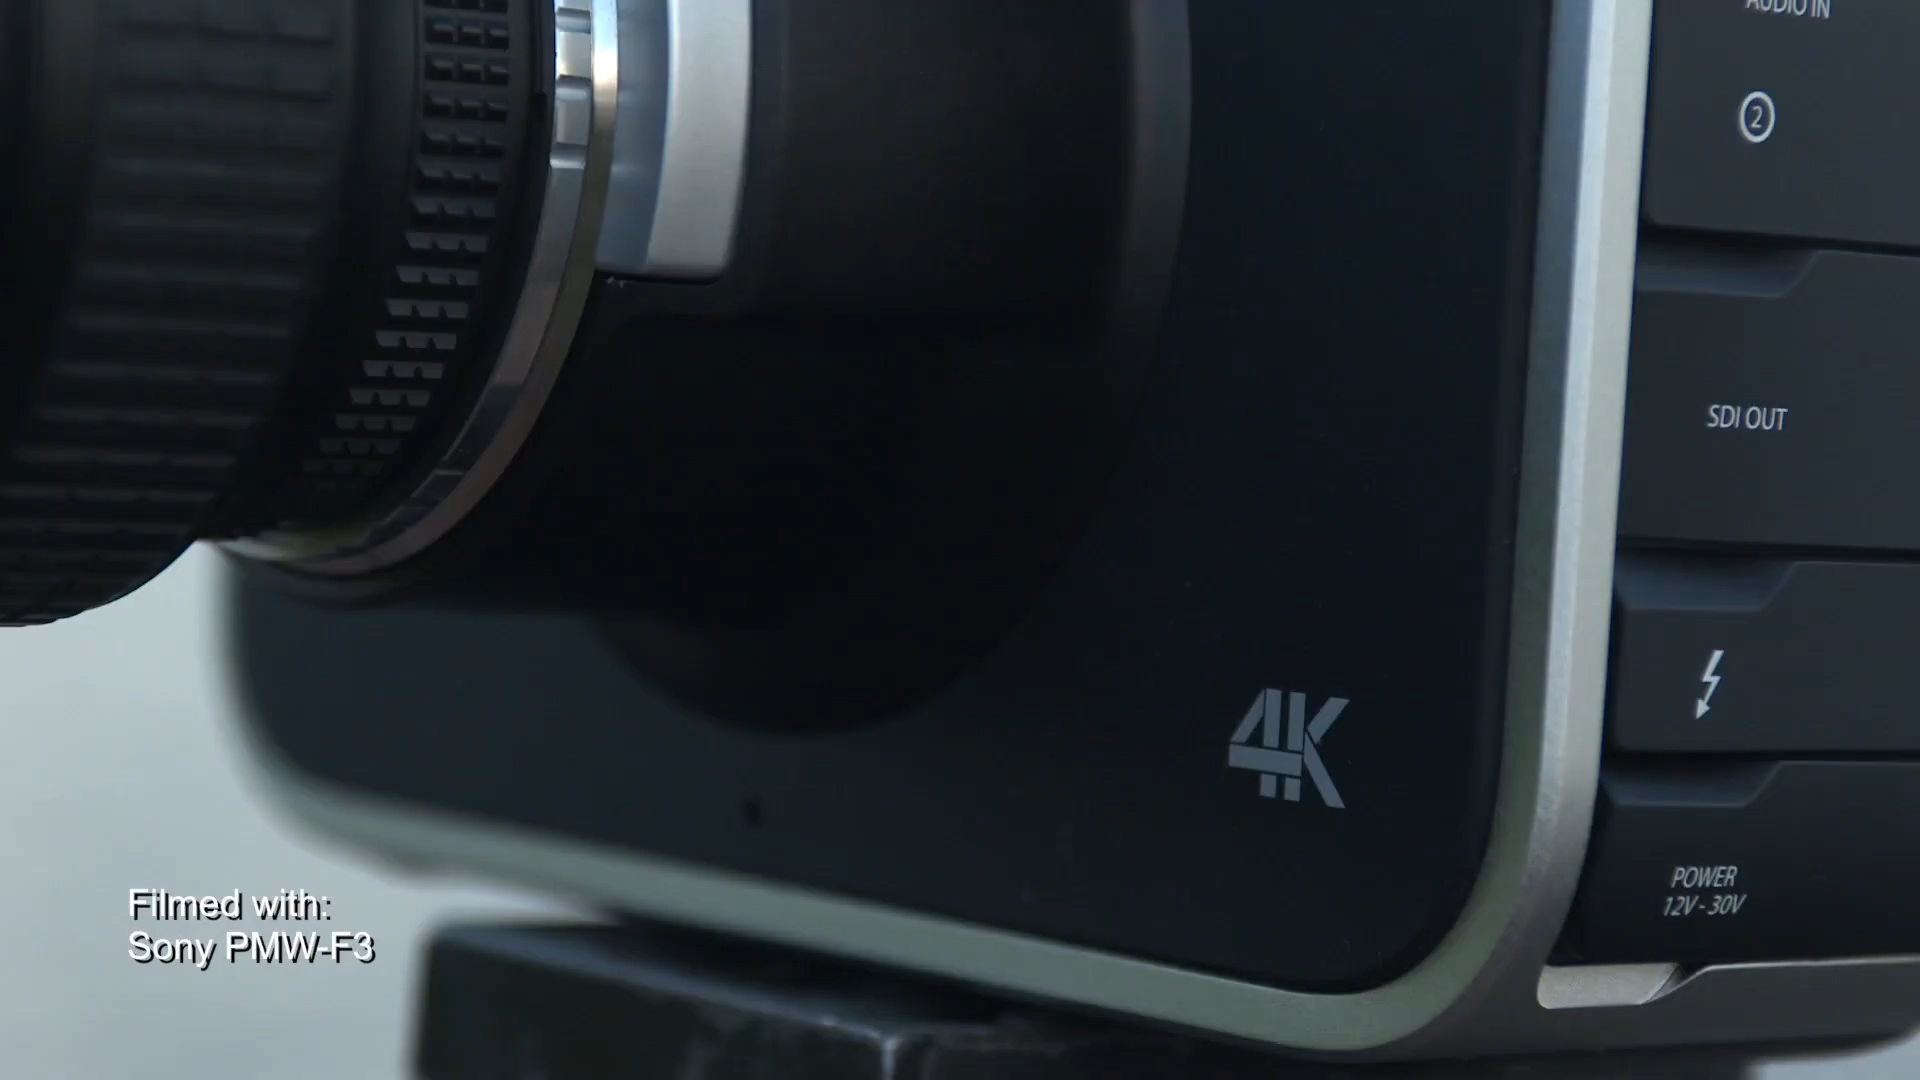 AUDIO IN
2
SDI OUT
4K
POWER
12V - 30V
Filmed with:
Sony PMW-F3